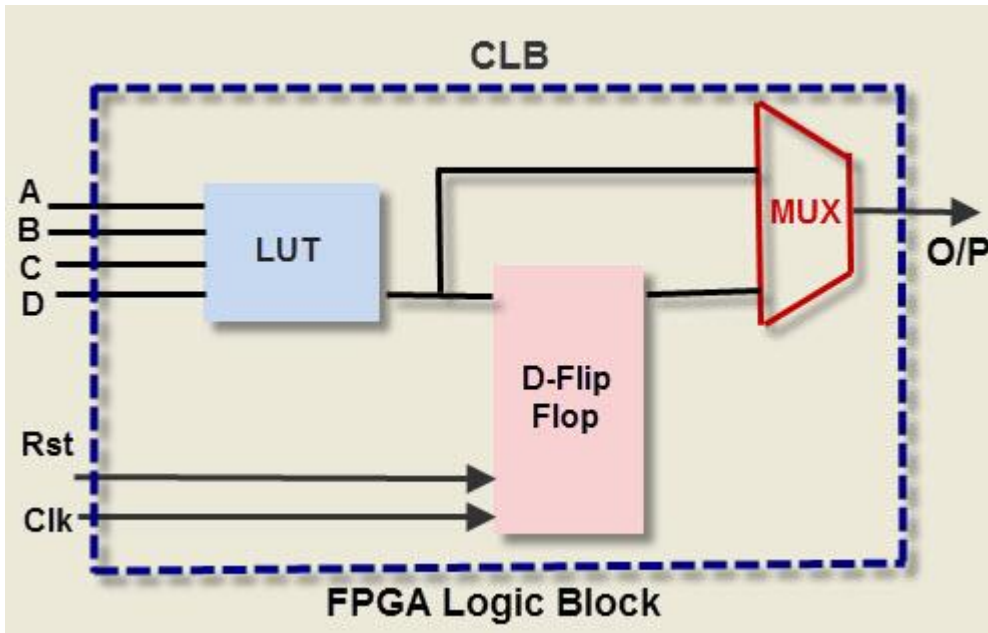 CLB
A
B
C
D
LUT
MUX
O/P
D-Flip
Flop
Rst
Clk
FPGA Logic Block